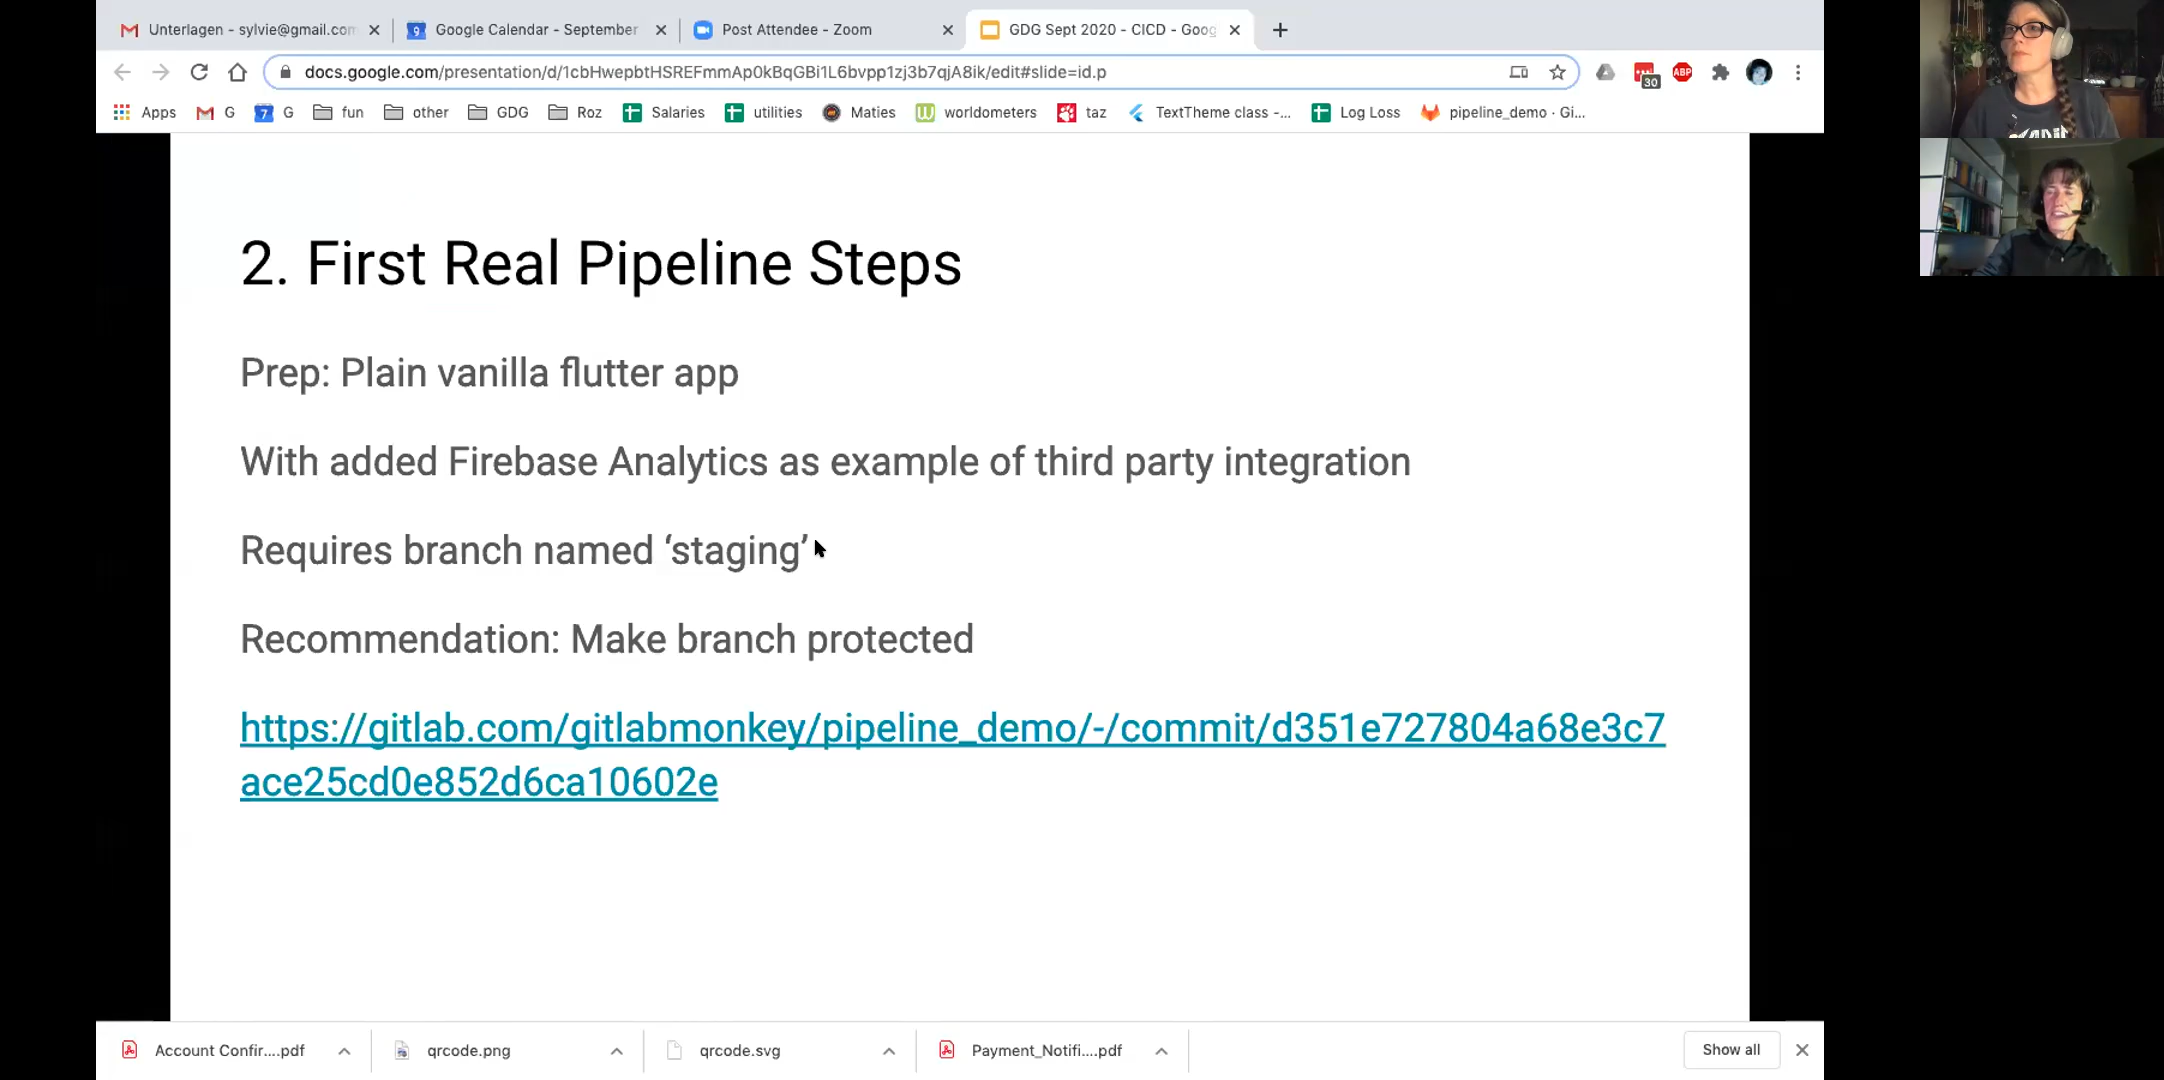 Unterlagen - sylvie@gmail.com
Google Calendar - September
Post Attendee - Zoom
GDG Sept 2020 - CICD - Goog
docs.google.com/presentation/d/1cbHwepbtHSREFmmAp0kBqGBi1L6bvpp1zj3b7qjA8ik/edit#slide=id.p
30
ABP
Apps
G
7
G
fun
other
GDG
Roz
Salaries
utilities
Maties
worldometers
taz
TextTheme class -...
Log Loss
pipeline_demo · Gi...
2. First Real Pipeline Steps
Prep: Plain vanilla flutter app
With added Firebase Analytics as example of third party integration
Requires branch named ‘staging’
Recommendation: Make branch protected
https://gitlab.com/gitlabmonkey/pipeline_demo/-/commit/d351e727804a68e3c7
ace25cd0e852d6ca10602e
Account Confir....pdf
qrcode.png
qrcode.svg
Payment_Notifi....pdf
Show all